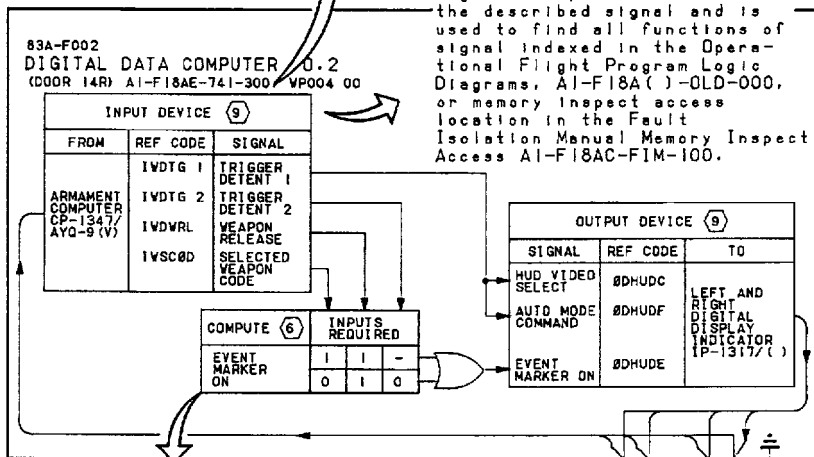 the described signal and is
used to find all functions of
signal indexed in the Opera-
tional Flight Program Logic
Diagrams, A1-F18A( )-OLD-000,
or memory inspect access
location in the Fault
Isolation Manual Memory Inspect
Access A1-F18AC-FIM-100.
83A-F002
DIGITAL DATA COMPUTER .2
(DOOR 14R) A1-F18AE-741-300 WP004 00
INPUT DEVICE 9
FROM REF CODE SIGNAL
ARMAMENT
COMPUTER
CP-1347/
AYQ-9(V)
IWDTG 1 TRIGGER
DETENT 1
IWDTG 2 TRIGGER
DETENT 2
IWDWRL WEAPON
RELEASE
IWSCØD SELECTED
WEAPON
CODE
COMPUTE 6 INPUTS
REQUIRED
EVENT
MARKER
ON
1 1 -
0 1 0
OUTPUT DEVICE 9
SIGNAL REF CODE TO
HUD VIDEO
SELECT ØDHUDC
AUTO MODE
COMMAND ØDHUDF
EVENT
MARKER ON ØDHUDE
LEFT AND
RIGHT
DIGITAL
DISPLAY
INDICATOR
IP-1317/( )